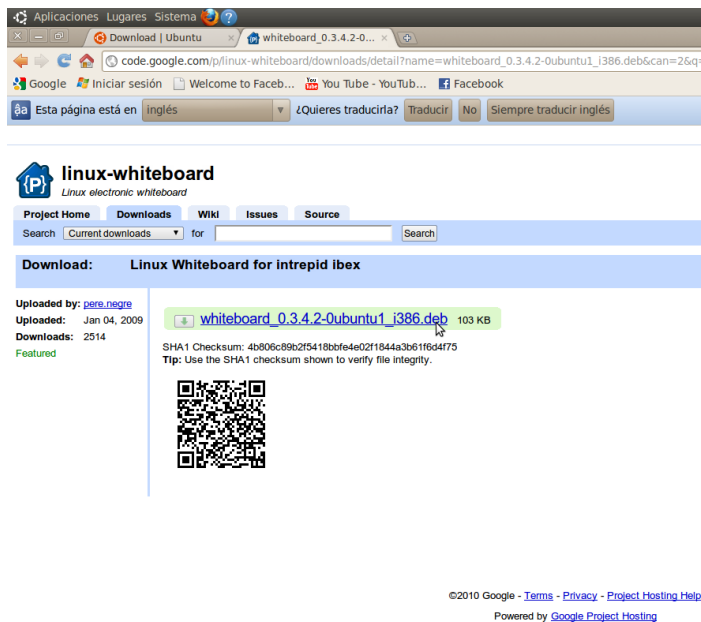 Aplicaciones Lugares Sistema
Download | Ubuntu whiteboard_0.3.4.2-0...
code.google.com/p/linux-whiteboard/downloads/detail?name=whiteboard_0.3.4.2-0ubuntu1_i386.deb&can=2&q=
Google Iniciar sesión Welcome to Faceb... You Tube - YouTub... Facebook
Esta página está en inglés ¿Quieres traducirla? Traducir No Siempre traducir inglés
linux-whiteboard
Linux electronic whiteboard
Project Home Downloads Wiki Issues Source
Search Current downloads for Search
Download: Linux Whiteboard for intrepid ibex
Uploaded by: pere.negre
Uploaded: Jan 04, 2009
Downloads: 2514
Featured
whiteboard_0.3.4.2-0ubuntu1_i386.deb 103 KB
SHA1 Checksum: 4b806c89b2f5418bbfe4e02f1844a3b61f6d4f75
Tip: Use the SHA1 checksum shown to verify file integrity.
©2010 Google - Terms - Privacy - Project Hosting Help
Powered by Google Project Hosting